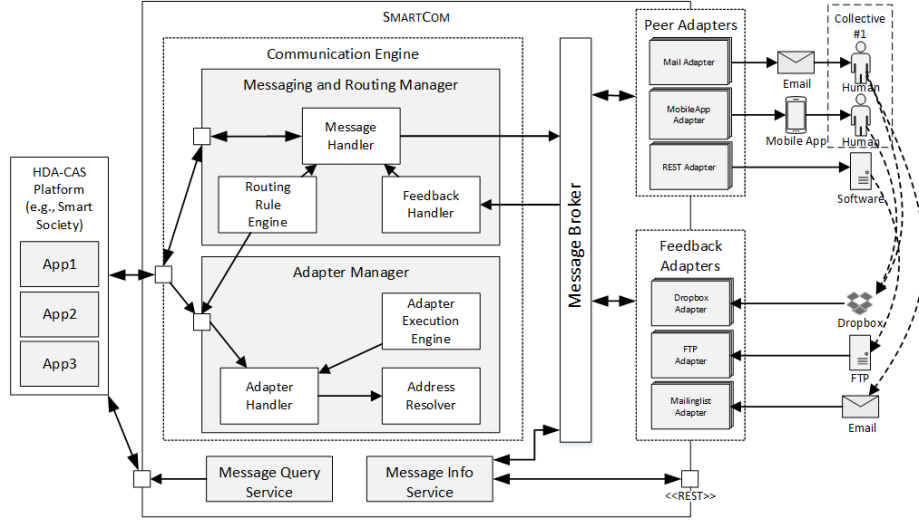 SMARTCOM
Communication Engine
Messaging and Routing Manager
Message
Handler
Routing
Rule
Engine
Feedback
Handler
Adapter Manager
Adapter
Execution
Engine
Adapter
Handler
Address
Resolver
HDA-CAS
Platform
(e.g., Smart
Society)
App1
App2
App3
Message Query
Service
Message Info
Service
Message Broker
Peer Adapters
Mail Adapter
MobileApp
Adapter
REST Adapter
Email
Mobile App
Collective
#1
Human
Human
Software
Feedback
Adapters
Dropbox
Adapter
FTP
Adapter
Mailinglist
Adapter
Dropbox
FTP
Email
<<REST>>